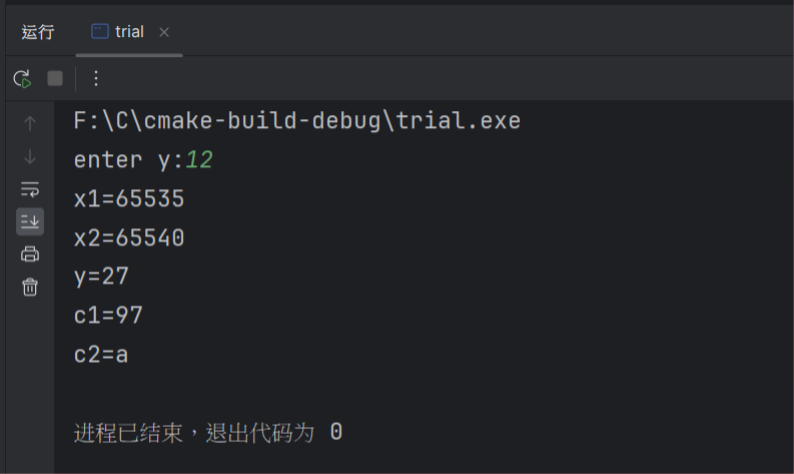 运行 trial
F:\C\cmake-build-debug\trial.exe
enter y:12
x1=65535
x2=65540
y=27
c1=97
c2=a
进程已结束，退出代码为 0